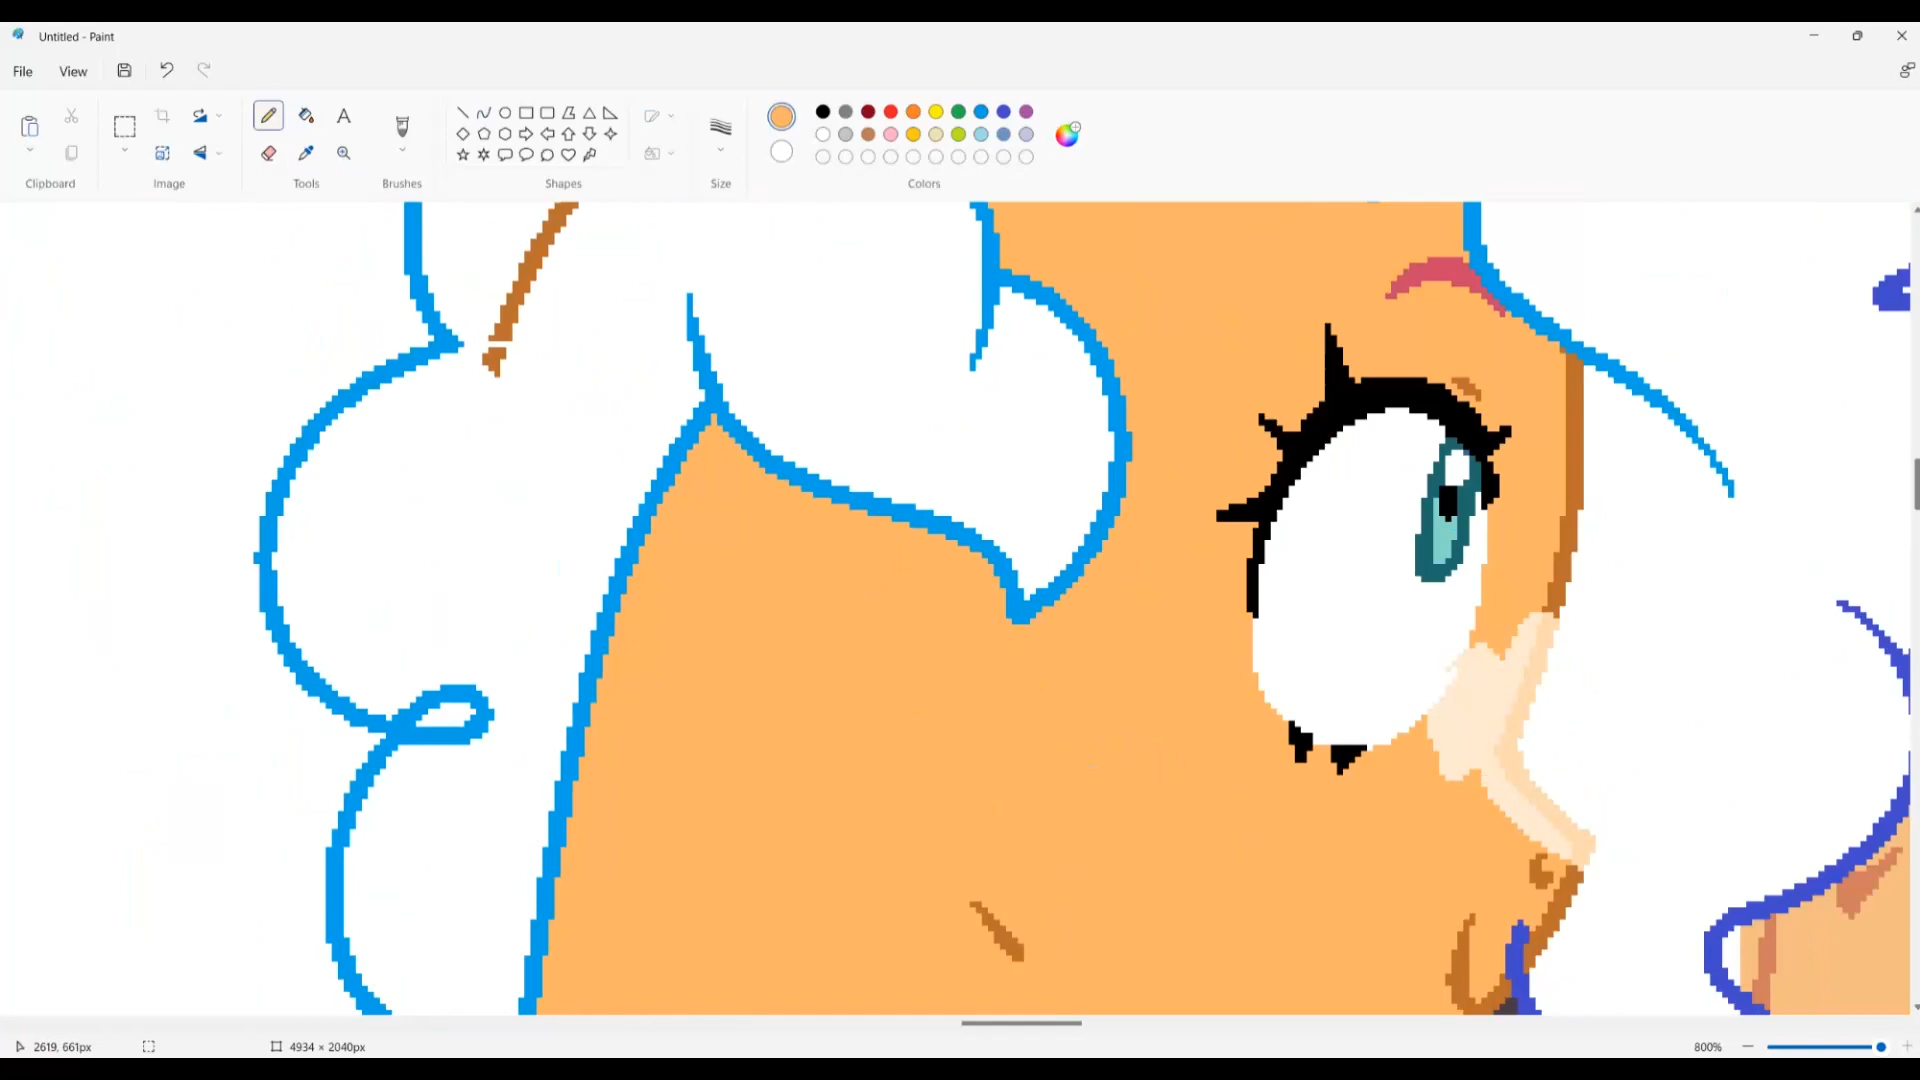 Untitled - Paint
File View
A
Clipboard Image Tools Brushes Shapes Size Colors
2619, 661px 4934 × 2040px 800%